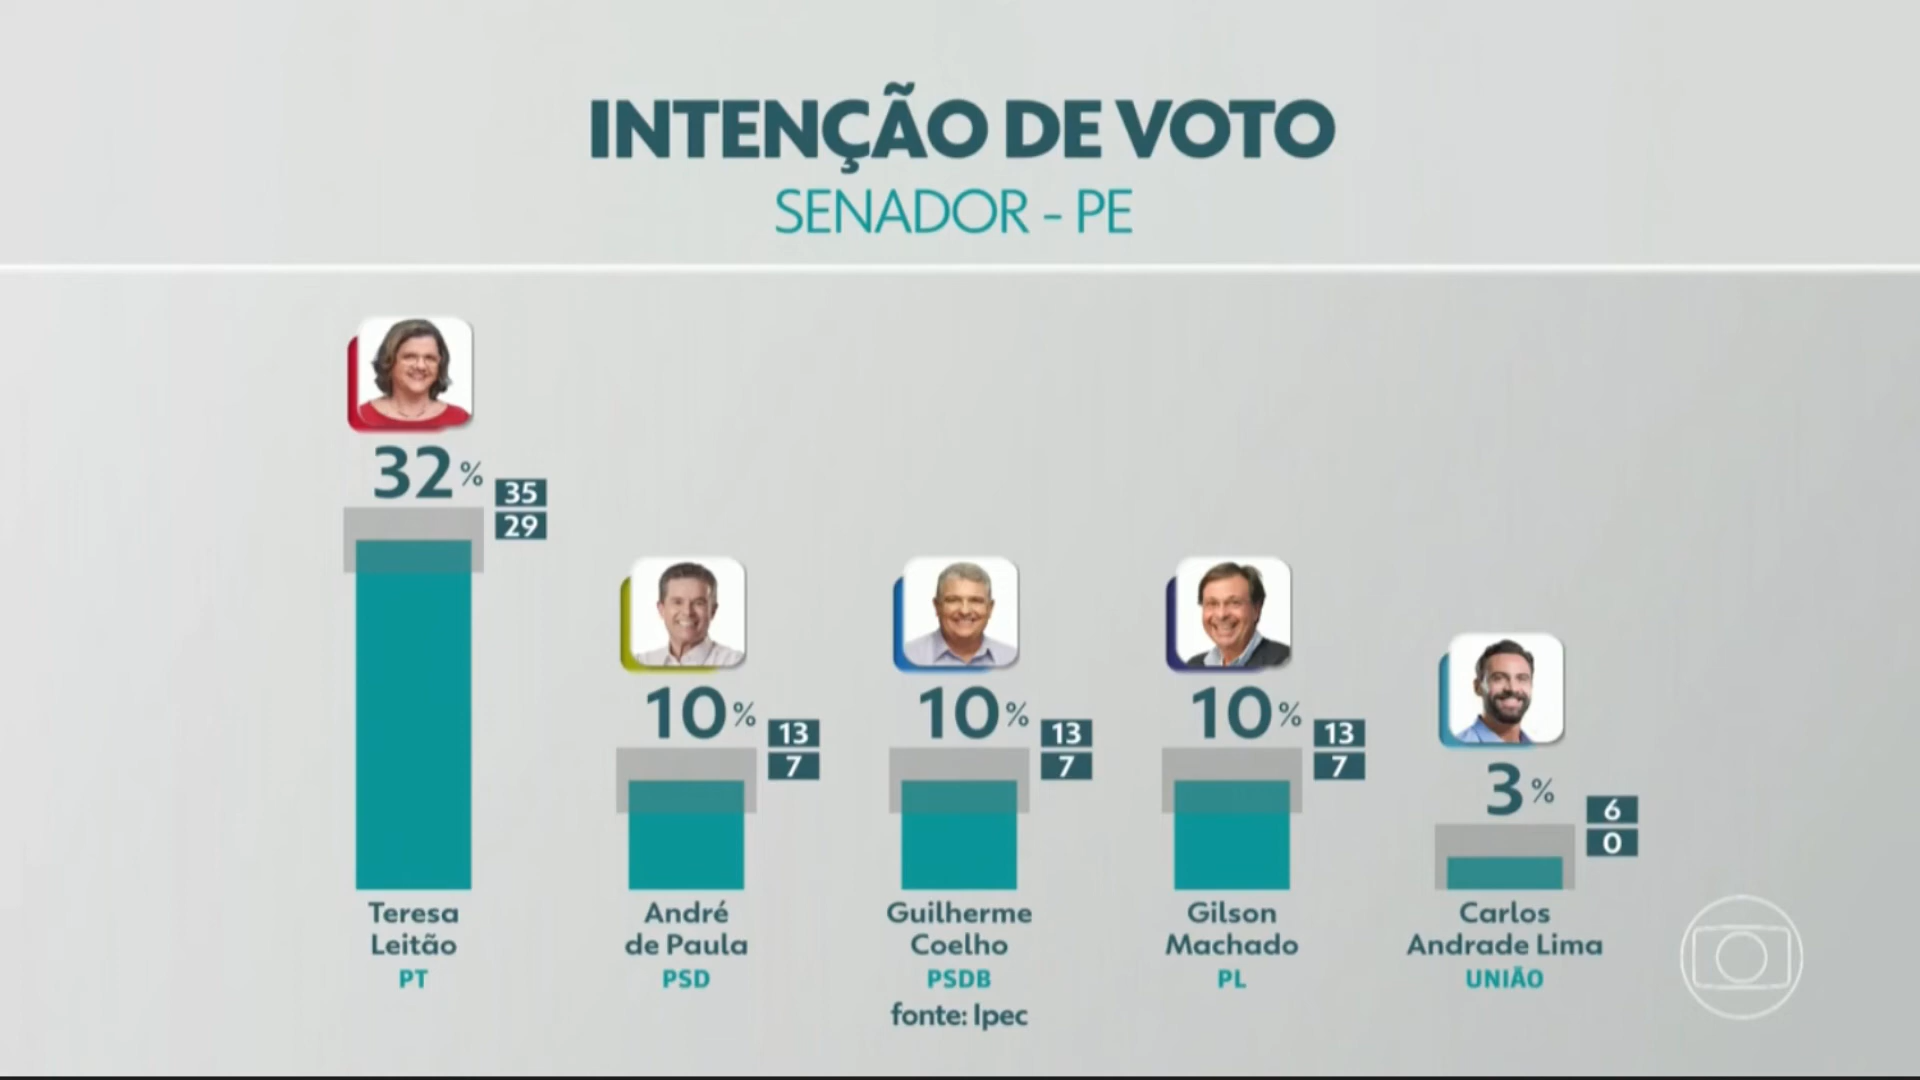 INTENÇÃO DE VOTO
SENADOR - PE
32%
35
29
10%
13
7
10%
13
7
10%
13
7
3%
6
0
Teresa
Leitão
PT
André
de Paula
PSD
Guilherme
Coelho
PSDB
Gilson
Machado
PL
Carlos
Andrade Lima
UNIÃO
fonte: Ipec